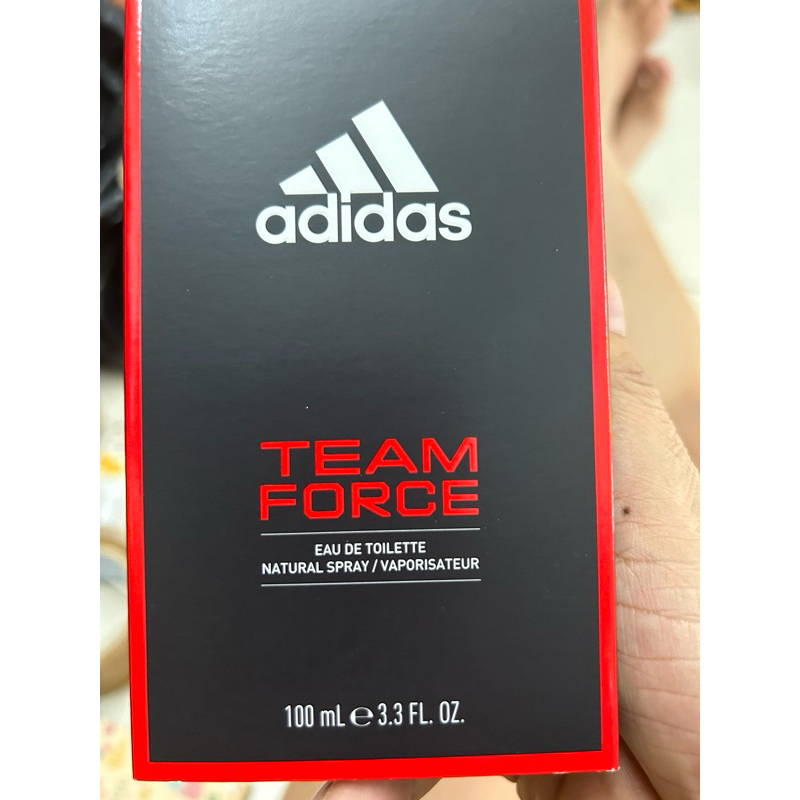 adidas
TEAM
FORCE
EAU DE TOILETTE
NATURAL SPRAY / VAPORISATEUR
100 mL ℮ 3.3 FL. OZ.